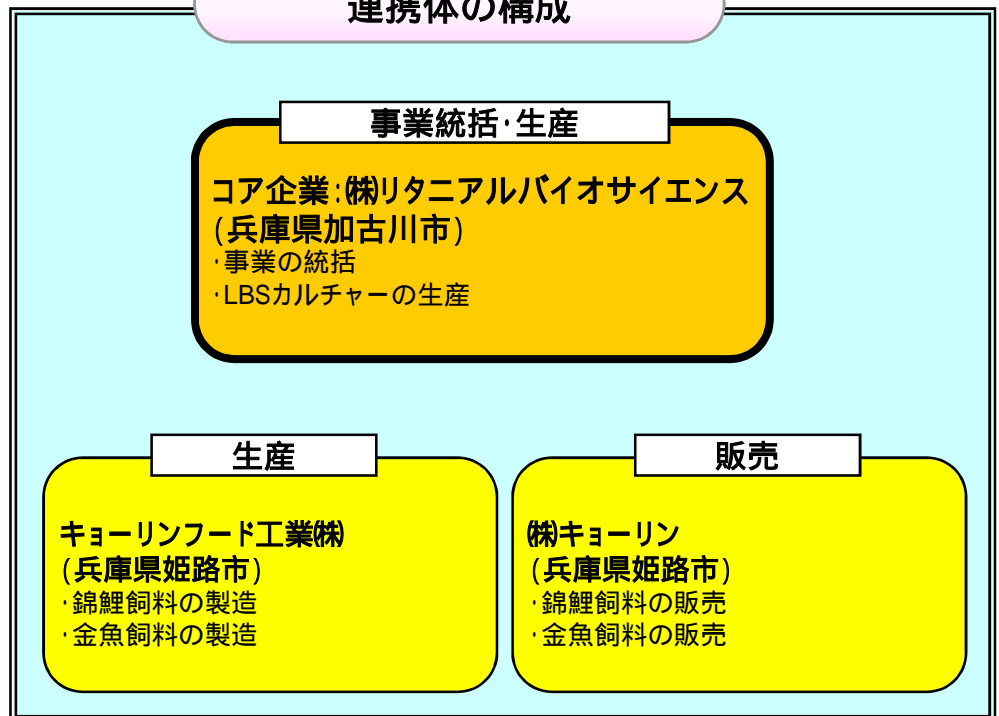 連携体の構成
事業統括･生産
コア企業：㈱リタニアルバイオサイエンス
（兵庫県加古川市）
･事業の統括
･LBSカルチャーの生産
生産
キョーリンフード工業㈱
（兵庫県姫路市）
･錦鯉飼料の製造
･金魚飼料の製造
販売
㈱キョーリン
（兵庫県姫路市）
･錦鯉飼料の販売
･金魚飼料の販売